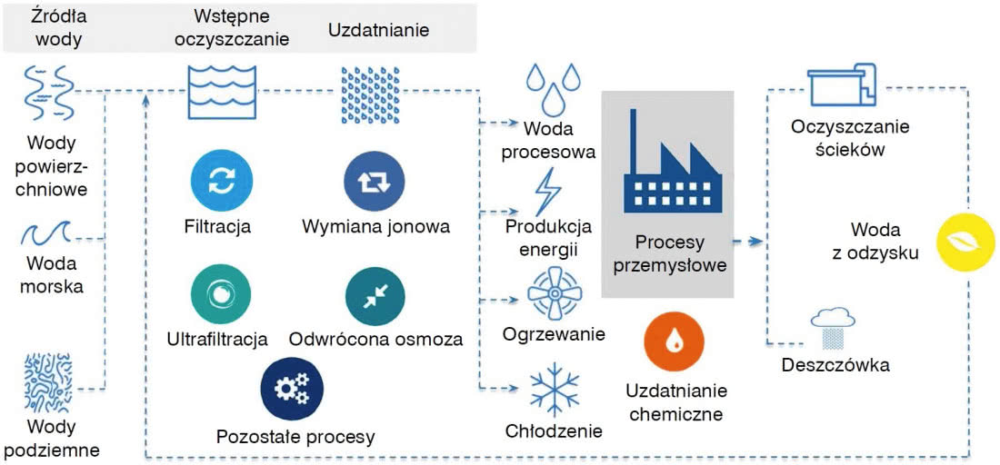 Źródła
wody
Wstępne
oczyszczanie
Uzdatnianie
Wody
powierz-
chniowe
Woda
morska
Wody
podziemne
Filtracja
Wymiana jonowa
Ultrafiltracja
Odwrócona osmoza
Pozostałe procesy
Woda
procesowa
Produkcja
energii
Ogrzewanie
Chłodzenie
Procesy
przemysłowe
Uzdatnianie
chemiczne
Oczyszczanie
ścieków
Woda
z odzysku
Deszczówka